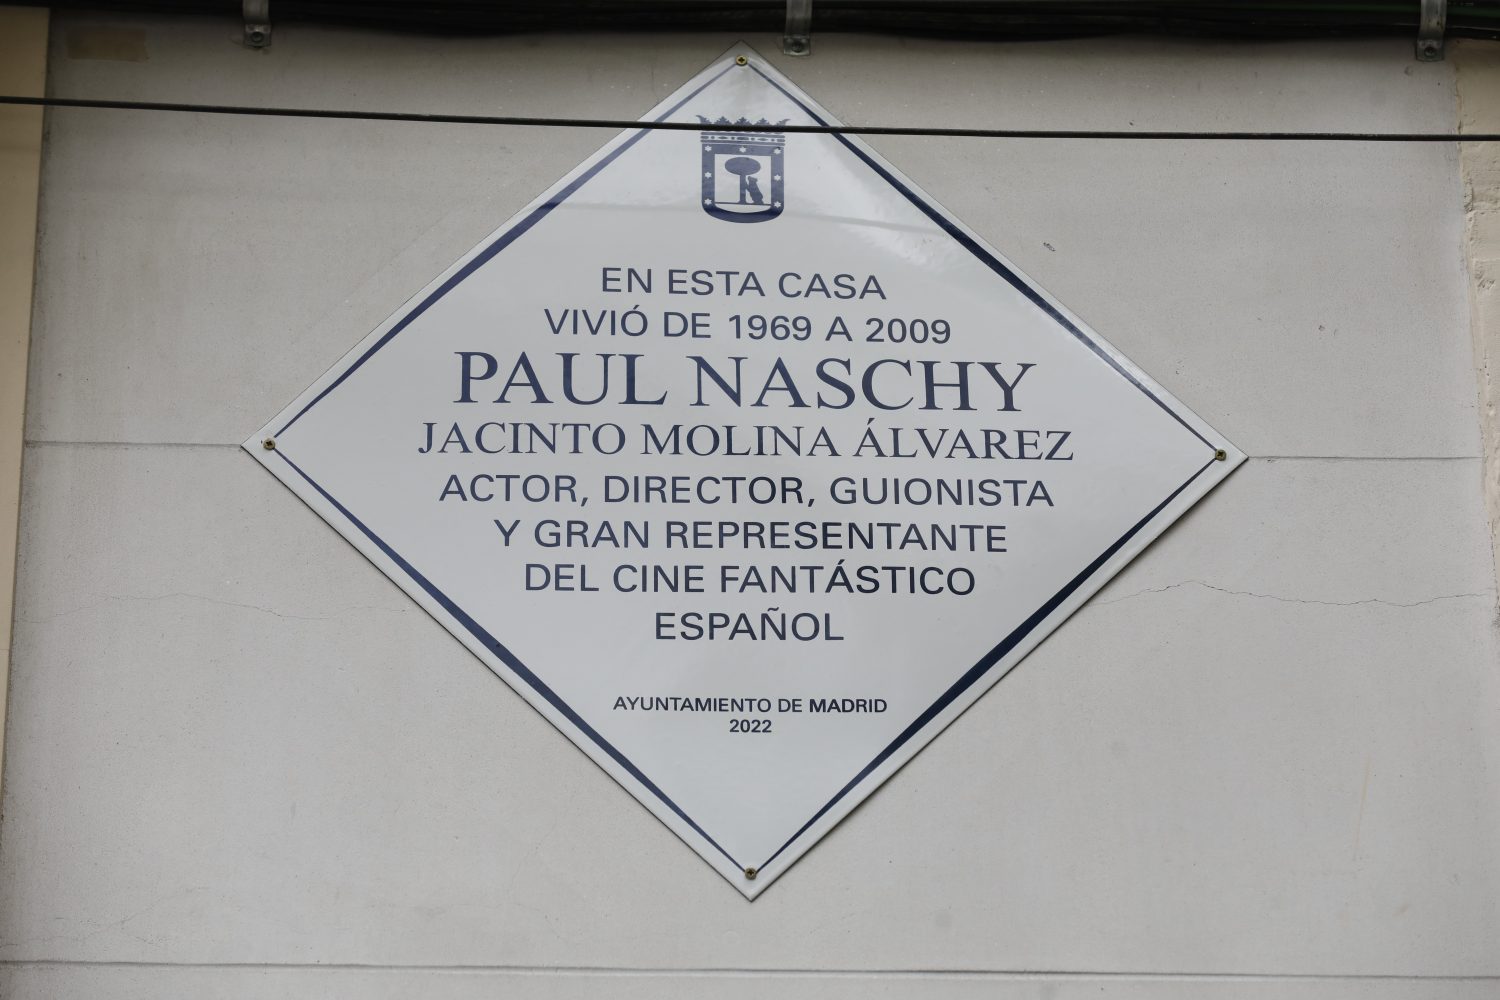 EN ESTA CASA
VIVIÓ DE 1969 A 2009
PAUL NASCHY
JACINTO MOLINA ÁLVAREZ
ACTOR, DIRECTOR, GUIONISTA
Y GRAN REPRESENTANTE
DEL CINE FANTÁSTICO
ESPAÑOL
AYUNTAMIENTO DE MADRID
2022